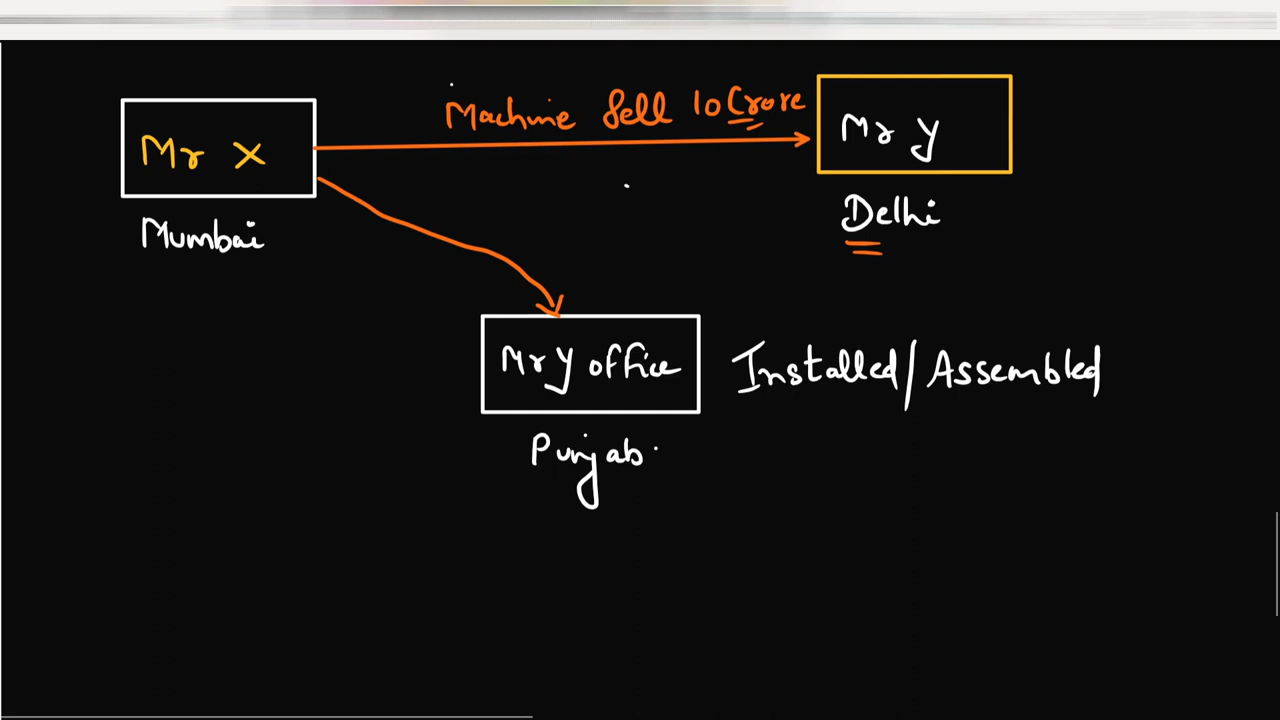 Machine Sell 10 Crore
Mr X
Mr y
Mumbai
Delhi
Mr y office
Installed/Assembled
Punjab